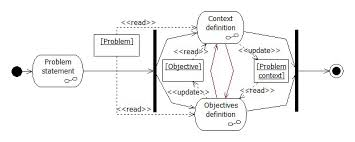 <<read>>
Context
definition
[Problem]
<<read>>
<<update>>
Problem
statement
[Objective]
[Problem
context]
<<update>>
<<read>>
<<read>>
Objectives
definition